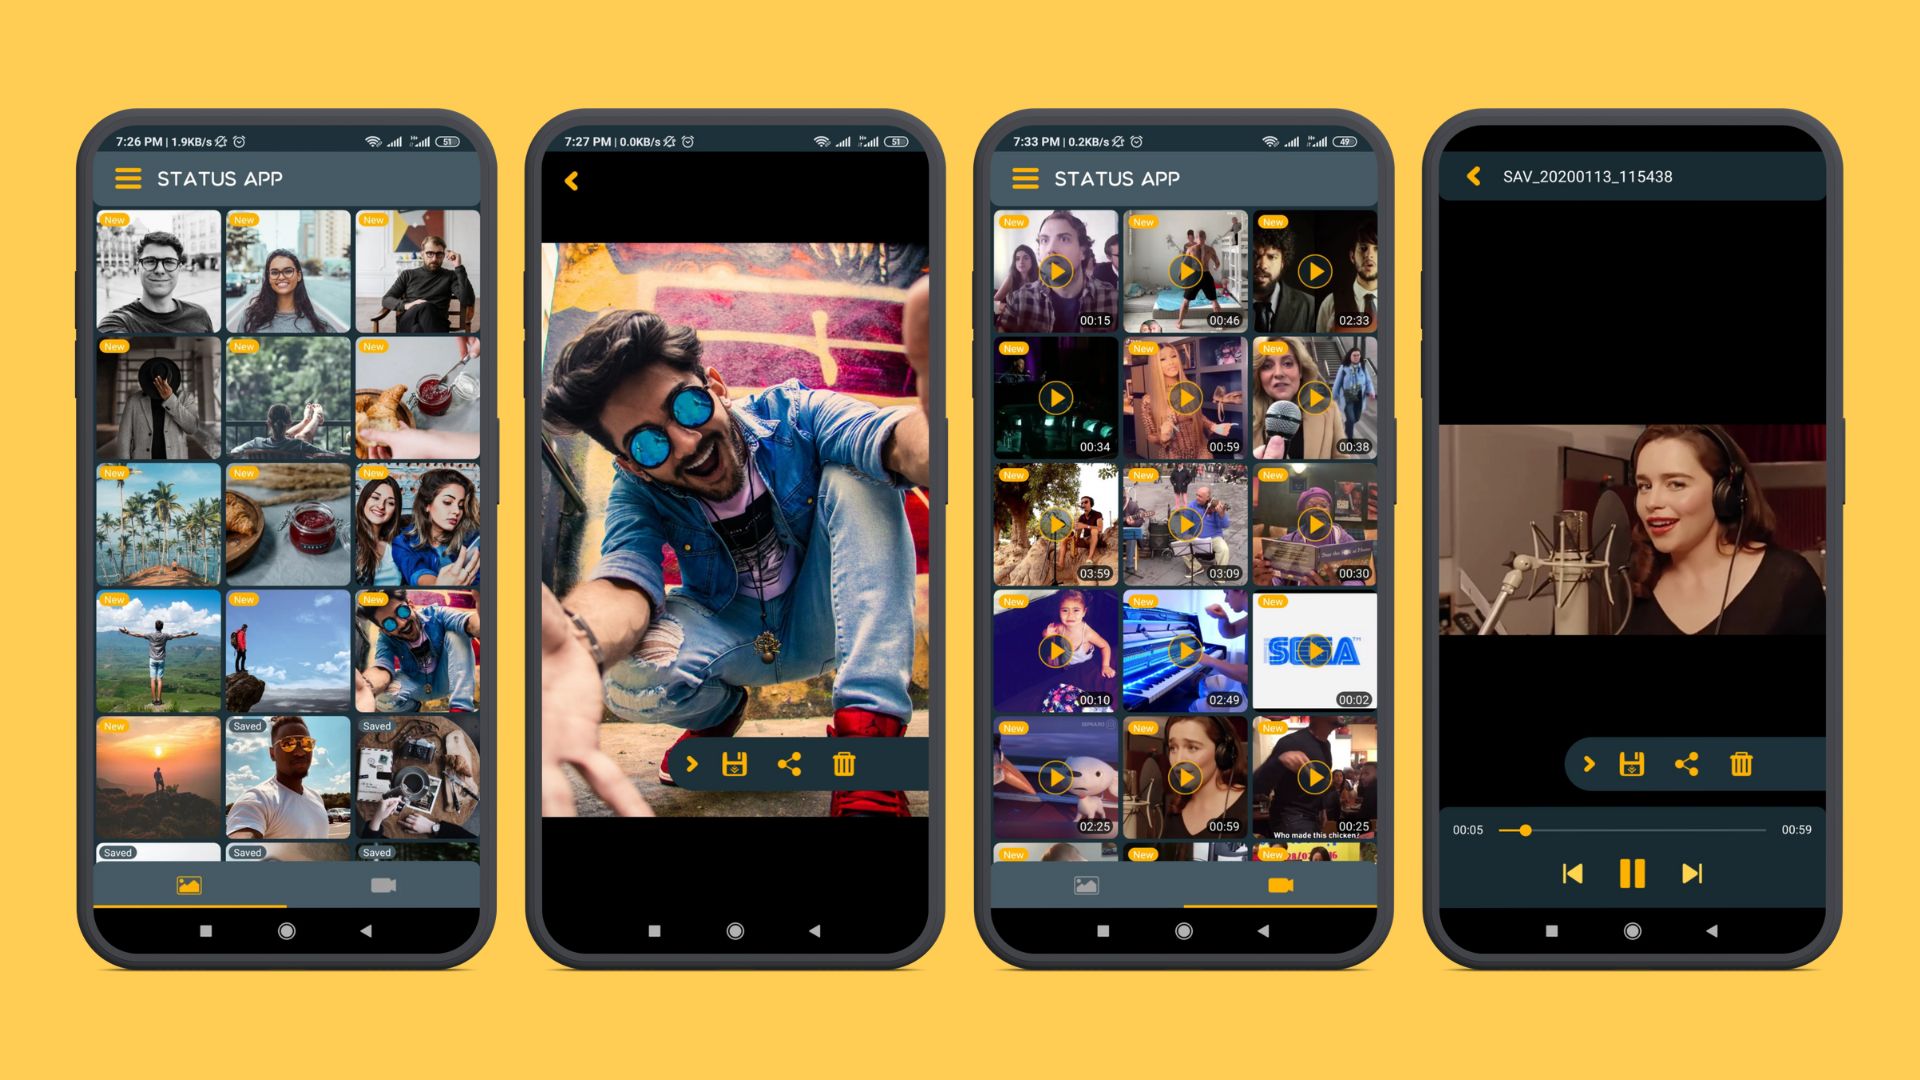 7:26 PM | 1.9KB/s 51
STATUS APP
New New New
New New New
New New New
New New New
New Saved Saved
Saved Saved Saved
7:27 PM | 0.0KB/s 51
7:33 PM | 0.2KB/s 49
STATUS APP
New New New
00:15 00:46 02:33
New New New
00:34 00:59 00:38
New New New
03:59 03:09 00:30
New New New
SEGA
00:10 02:49 00:02
New New New
02:25 00:59 00:25
Who made this chicken?
New New New
SAV_20200113_115438
00:05 00:59